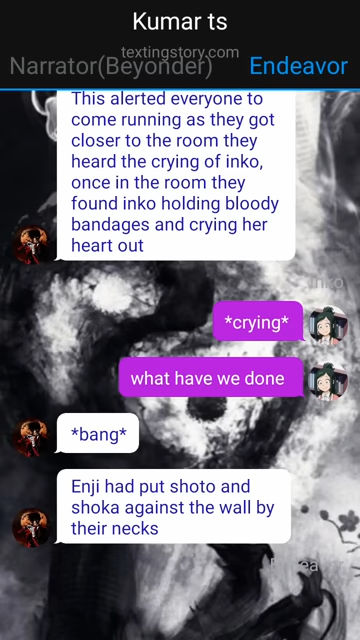 Kumar ts
textingstory.com
Narrator(Beyonder)
Endeavor
This alerted everyone to
come running as they got
closer to the room they
heard the crying of inko,
once in the room they
found inko holding bloody
bandages and crying her
heart out
Inko
*crying*
what have we done
*bang*
Enji had put shoto and
shoka against the wall by
their necks